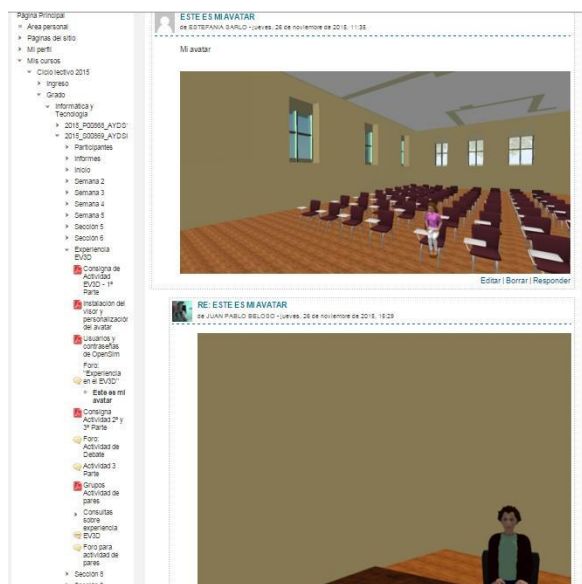 Página Principal
Area personal
Páginas del sitio
Mi perfil
Mis cursos
Ciclo lectivo 2015
Ingreso
Grado
Informática y
Tecnología
Participantes
Informes
Inicio
Semana 2
Semana 3
Semana 4
Semana 5
Sección 5
Sección 6
Experiencia
EV3D
Consigna de
Actividad
EV3D - 1ª
Parte
Instalación del
visor y
personalización
del avatar
Usuarios y
contraseñas
de OpenSim
Foro:
"Experiencia
en el EV3D"
Este es mi
avatar
Consigna
Actividad 2ª y
3ª Parte
Foro:
Actividad de
Debate
Actividad 3
Parte
Grupos
Actividad de
pares
Consultas
sobre
experiencia
EV3D
Foro para
actividad de
pares
Sección 8
ESTE ES MI AVATAR
de ESTEFANIA SARLO - jueves, 26 de noviembre de 2015, 11:35
Mi avatar
Editar | Borrar | Responder
RE: ESTE ES MI AVATAR
de JUAN PABLO BELOSO - jueves, 26 de noviembre de 2015, 15:29